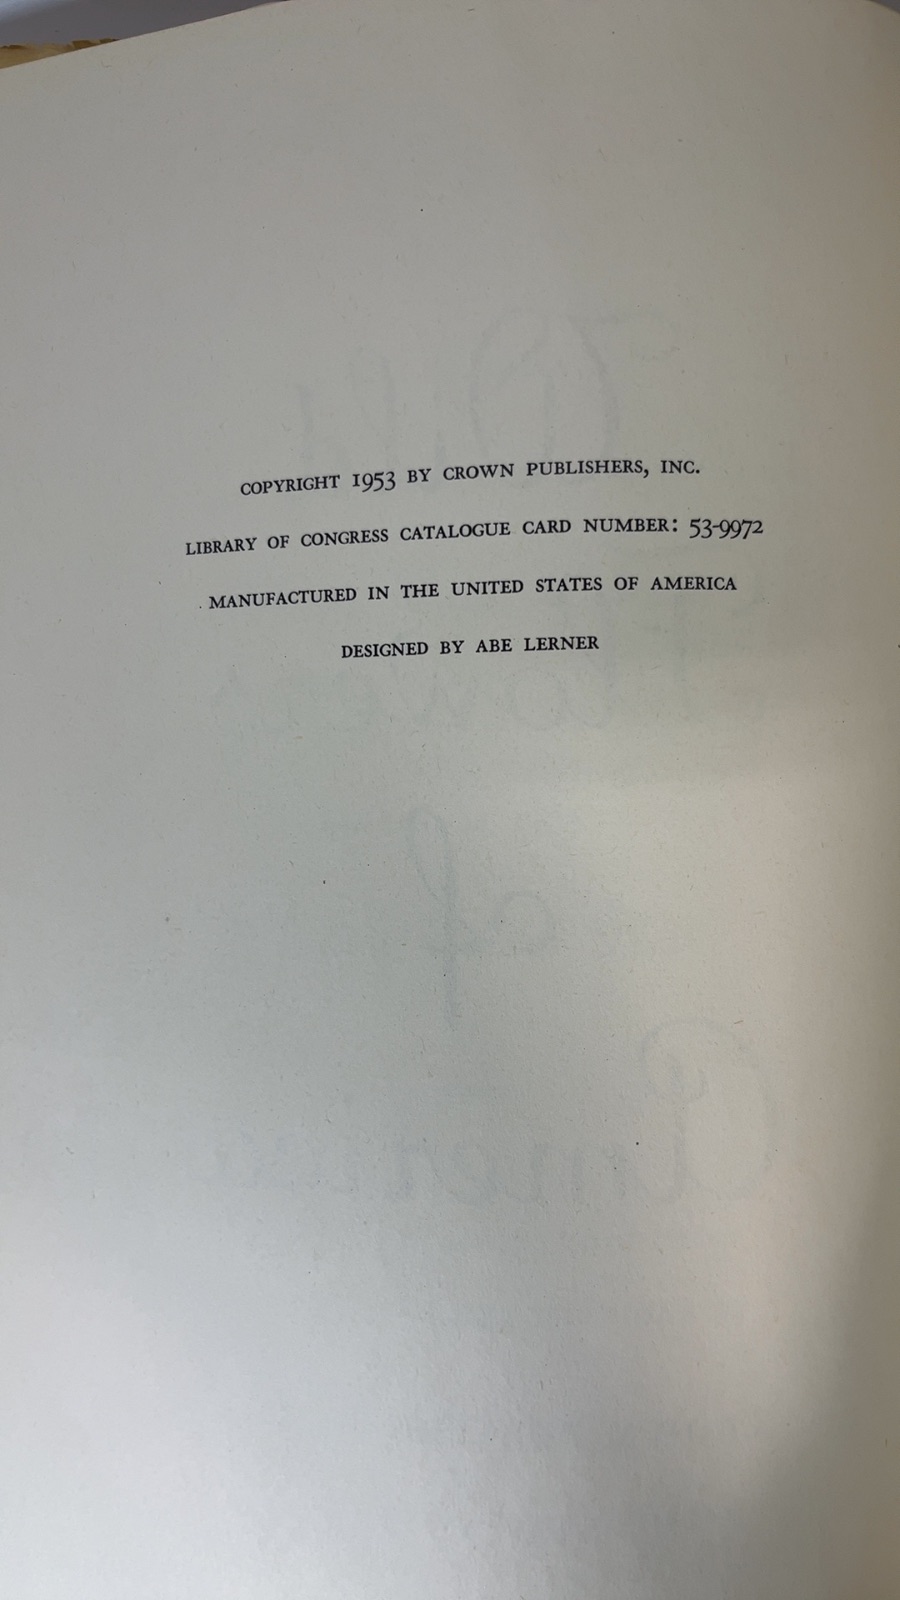 COPYRIGHT 1953 BY CROWN PUBLISHERS, INC.
LIBRARY OF CONGRESS CATALOGUE CARD NUMBER: 53-9972
MANUFACTURED IN THE UNITED STATES OF AMERICA
DESIGNED BY ABE LERNER